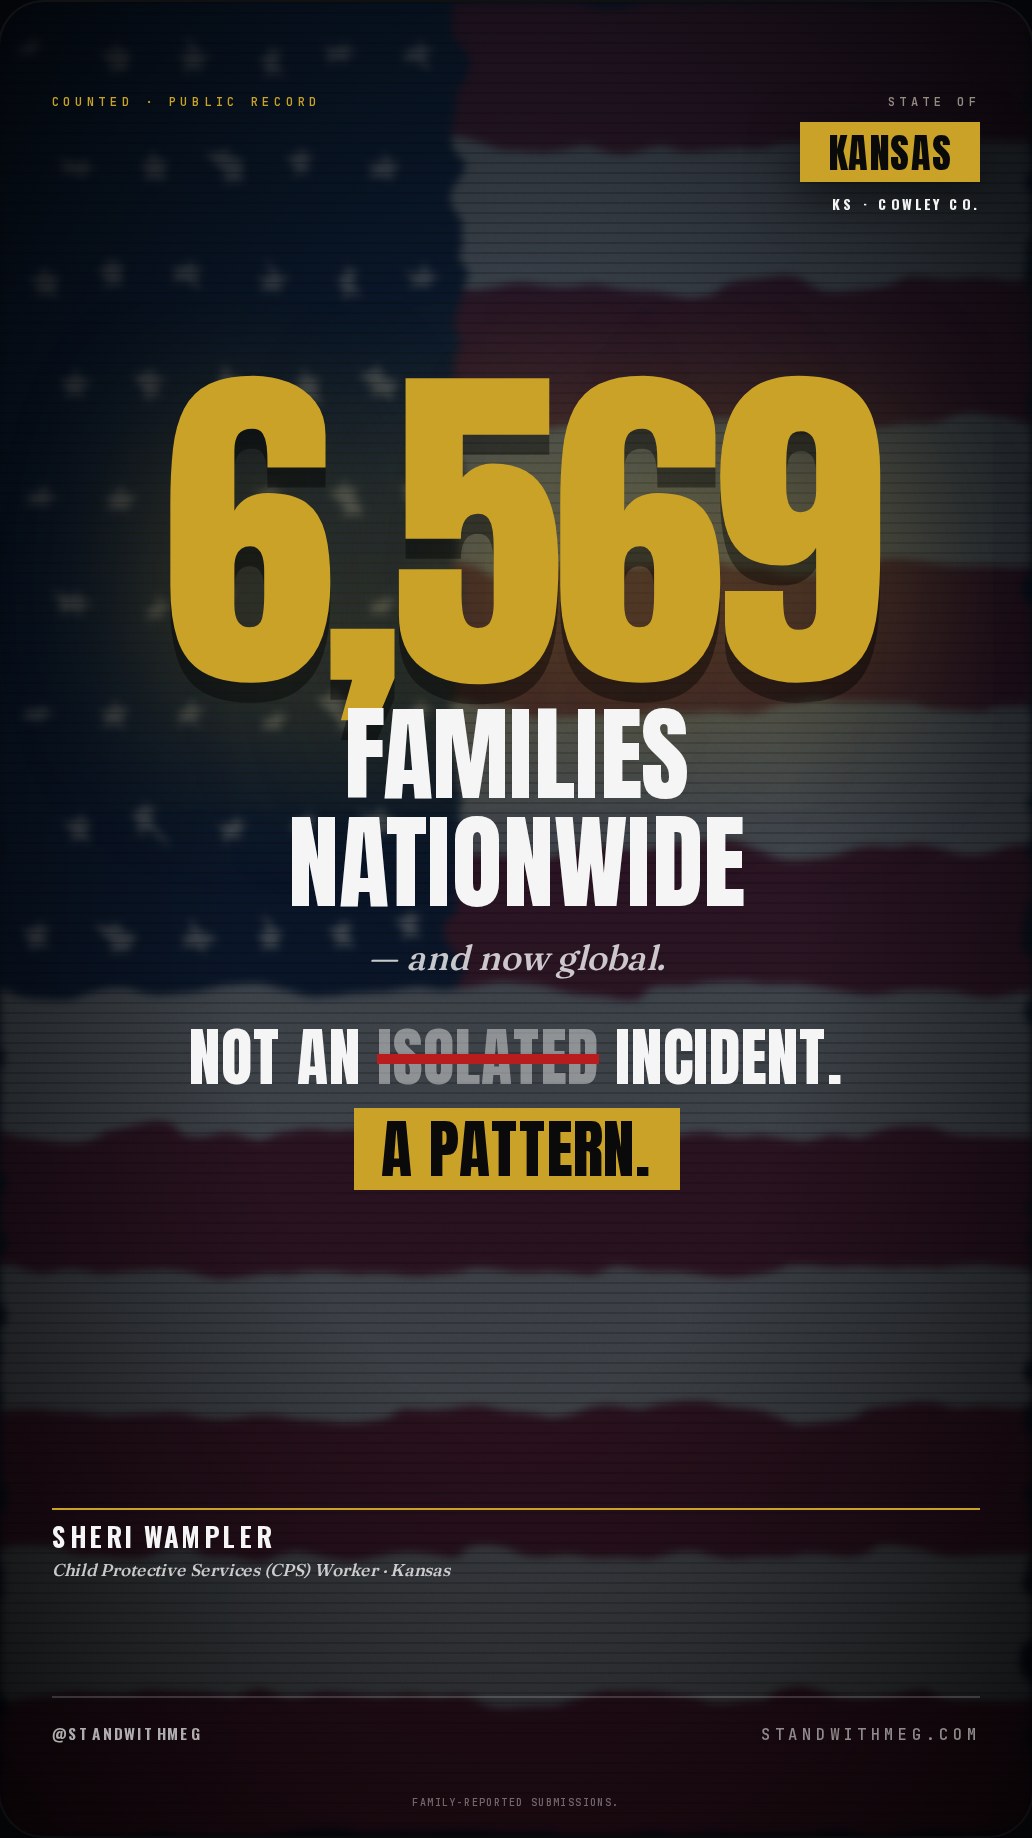 COUNTED · PUBLIC RECORD
STATE OF
KANSAS
KS · COWLEY CO.
6,569
FAMILIES
NATIONWIDE
— and now global.
NOT AN ISOLATED INCIDENT.
A PATTERN.
SHERI WAMPLER
Child Protective Services (CPS) Worker · Kansas
@STANDWITHMEG
STANDWITHMEG.COM
FAMILY-REPORTED SUBMISSIONS.